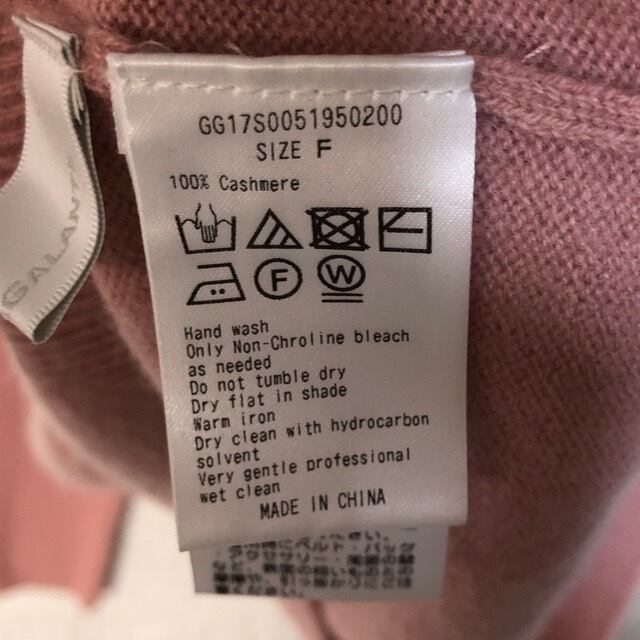 GALAN
GG17S0051950200
SIZE F
100% Cashmere
F
W
Hand wash
Only Non-Chroline bleach
as needed
Do not tumble dry
Dry flat in shade
Warm iron
Dry clean with hydrocarbon
solvent
Very gentle professional
wet clean
MADE IN CHINA